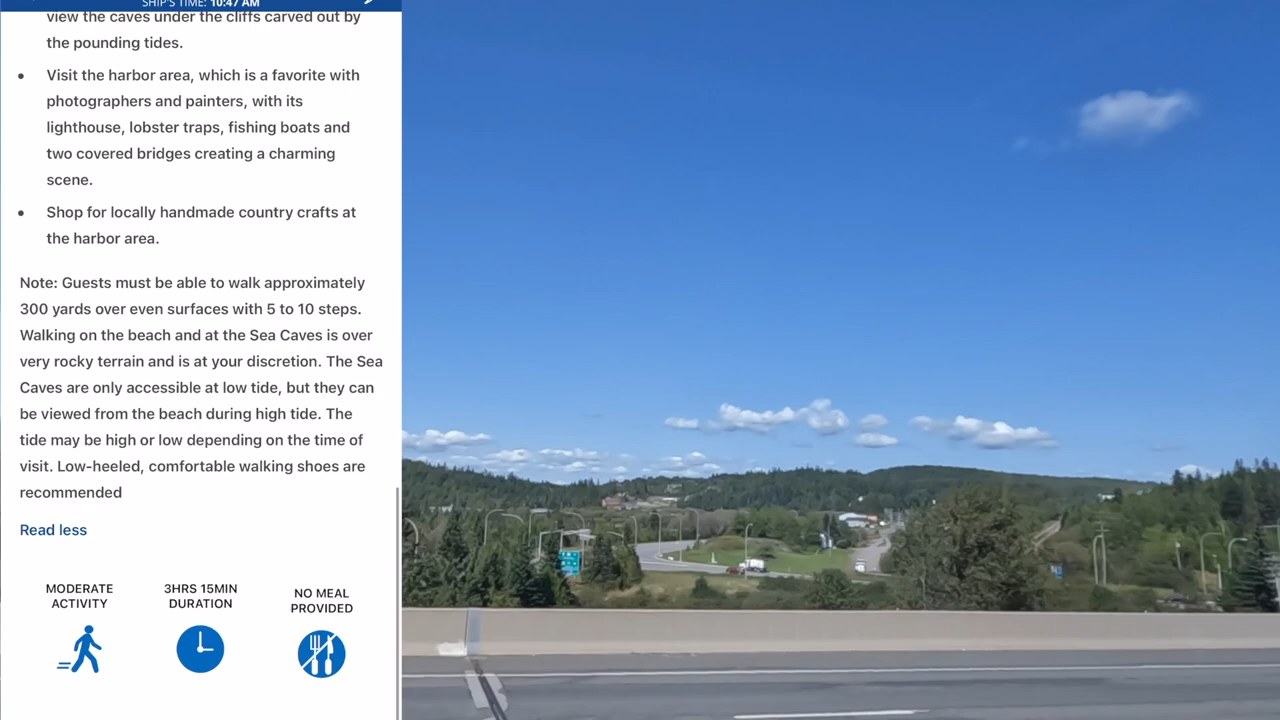 SHIP'S TIME: 10:47 AM
view the caves under the cliffs carved out by
the pounding tides.
• Visit the harbor area, which is a favorite with
photographers and painters, with its
lighthouse, lobster traps, fishing boats and
two covered bridges creating a charming
scene.
• Shop for locally handmade country crafts at
the harbor area.
Note: Guests must be able to walk approximately
300 yards over even surfaces with 5 to 10 steps.
Walking on the beach and at the Sea Caves is over
very rocky terrain and is at your discretion. The Sea
Caves are only accessible at low tide, but they can
be viewed from the beach during high tide. The
tide may be high or low depending on the time of
visit. Low-heeled, comfortable walking shoes are
recommended
Read less
MODERATE
ACTIVITY
3HRS 15MIN
DURATION
NO MEAL
PROVIDED